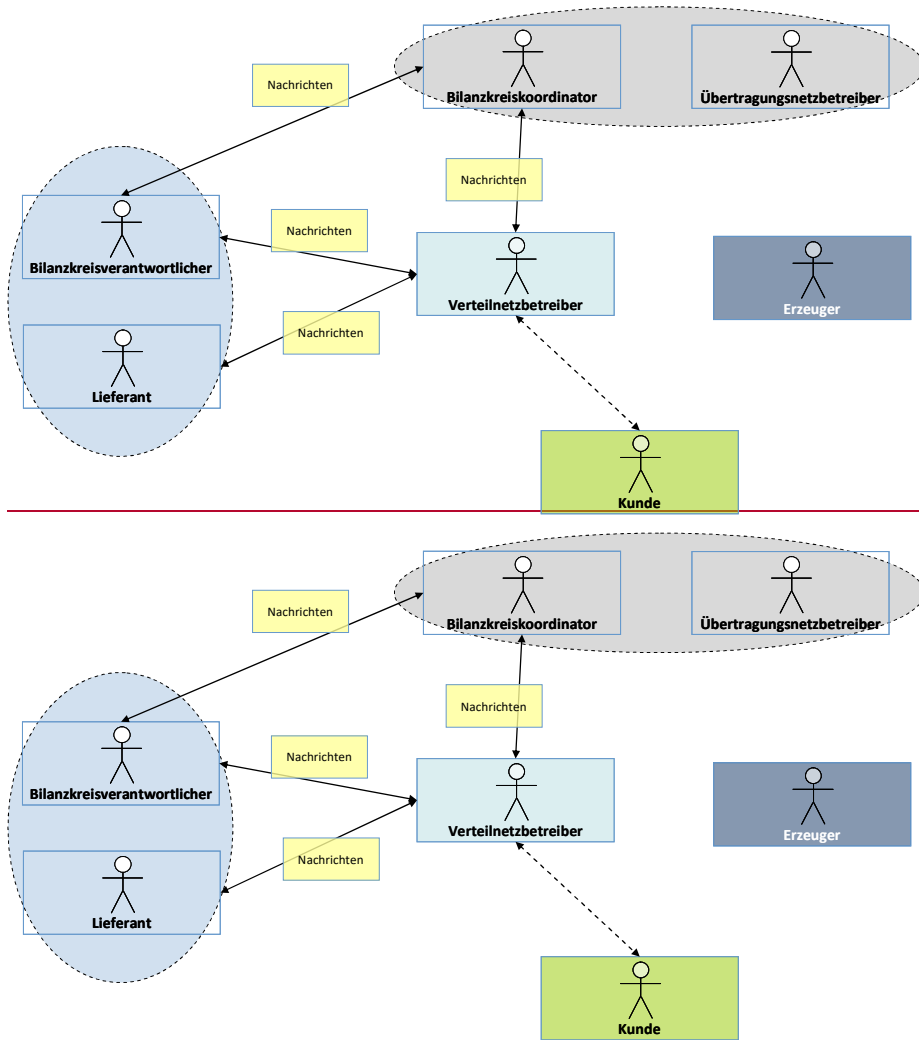 Nachrichten
Bilanzkreiskoordinator
Übertragungsnetzbetreiber
Nachrichten
Nachrichten
Bilanzkreisverantwortlicher
Verteilnetzbetreiber
Erzeuger
Nachrichten
Lieferant
Kunde
Nachrichten
Bilanzkreiskoordinator
Übertragungsnetzbetreiber
Nachrichten
Nachrichten
Bilanzkreisverantwortlicher
Verteilnetzbetreiber
Erzeuger
Nachrichten
Lieferant
Kunde